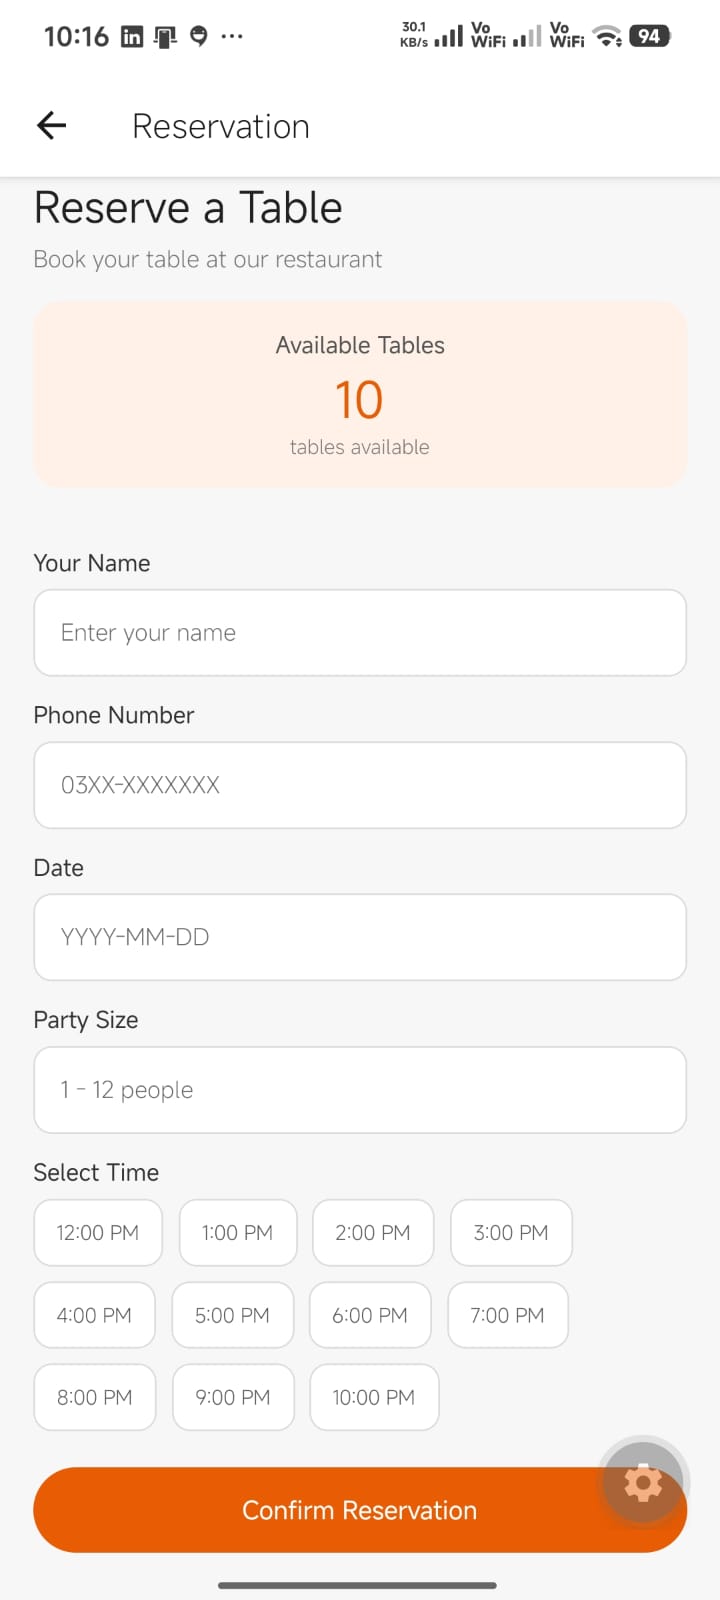 10:16 in ... 30.1 KB/s Vo WiFi Vo WiFi 94
Reservation
Reserve a Table
Book your table at our restaurant
Available Tables
10
tables available
Your Name
Enter your name
Phone Number
03XX-XXXXXXX
Date
YYYY-MM-DD
Party Size
1 - 12 people
Select Time
12:00 PM 1:00 PM 2:00 PM 3:00 PM
4:00 PM 5:00 PM 6:00 PM 7:00 PM
8:00 PM 9:00 PM 10:00 PM
Confirm Reservation